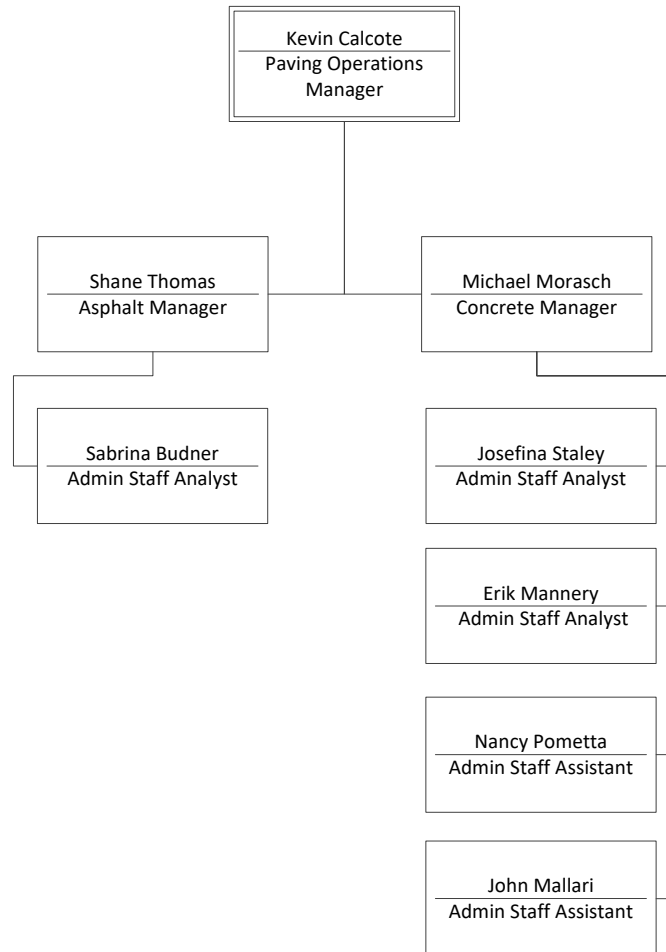 Kevin Calcote
Paving Operations
Manager
Shane Thomas
Asphalt Manager
Michael Morasch
Concrete Manager
Sabrina Budner
Admin Staff Analyst
Josefina Staley
Admin Staff Analyst
Erik Mannery
Admin Staff Analyst
Nancy Pometta
Admin Staff Assistant
John Mallari
Admin Staff Assistant